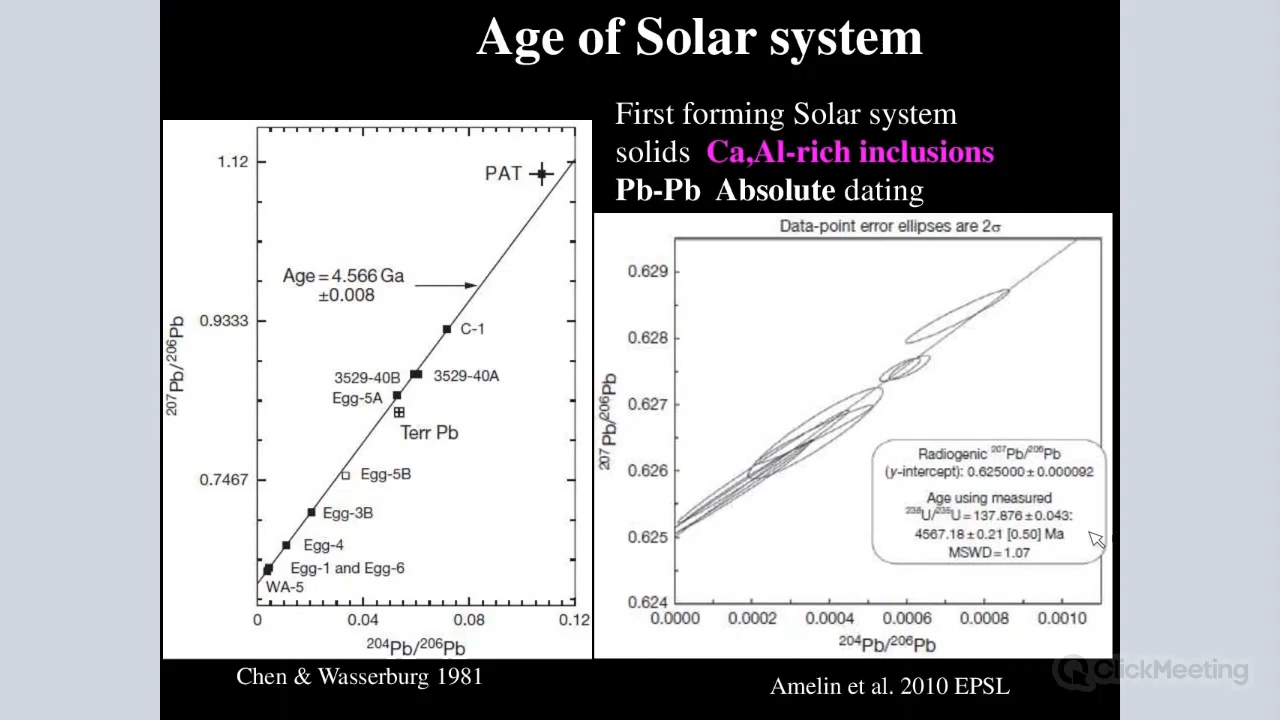 Age of Solar system
First forming Solar system
solids Ca,Al-rich inclusions
Pb-Pb Absolute dating
1.12
0.9333
0.7467
²⁰⁷Pb/²⁰⁶Pb
PAT
Age = 4.566 Ga
±0.008
C-1
3529-40B
3529-40A
Egg-5A
Terr Pb
Egg-5B
Egg-3B
Egg-4
Egg-1 and Egg-6
WA-5
0 0.04 0.08 0.12
²⁰⁴Pb/²⁰⁶Pb
Chen & Wasserburg 1981
Data-point error ellipses are 2σ
0.629
0.628
0.627
0.626
0.625
0.624
²⁰⁷Pb/²⁰⁶Pb
Radiogenic ²⁰⁷Pb/²⁰⁶Pb
(y-intercept): 0.625000 ± 0.000092
Age using measured
²³⁸U/²³⁵U = 137.876 ± 0.043:
4567.18 ± 0.21 [0.50] Ma
MSWD = 1.07
0.0000 0.0002 0.0004 0.0006 0.0008 0.0010
²⁰⁴Pb/²⁰⁶Pb
Amelin et al. 2010 EPSL
ClickMeeting